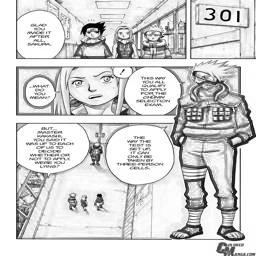 GLAD
YOU
MADE IT
AFTER
ALL,
SAKURA.
301
...WHAT
DO YOU
MEAN?
!
THIS WAY
YOU ALL
QUALIFY
TO APPLY
FOR THE
CHÛNIN
SELECTION
EXAM.
BUT...
MASTER
KAKASHI,
YOU SAID IT
WAS UP TO
EACH OF
US TO
DECIDE
WHETHER
OR NOT TO
APPLY. WERE
YOU LYING?
THE WAY
THE TEST
IS SET UP,
IT CAN
ONLY BE
TAKEN BY
THREE-PERSON
CELLS.